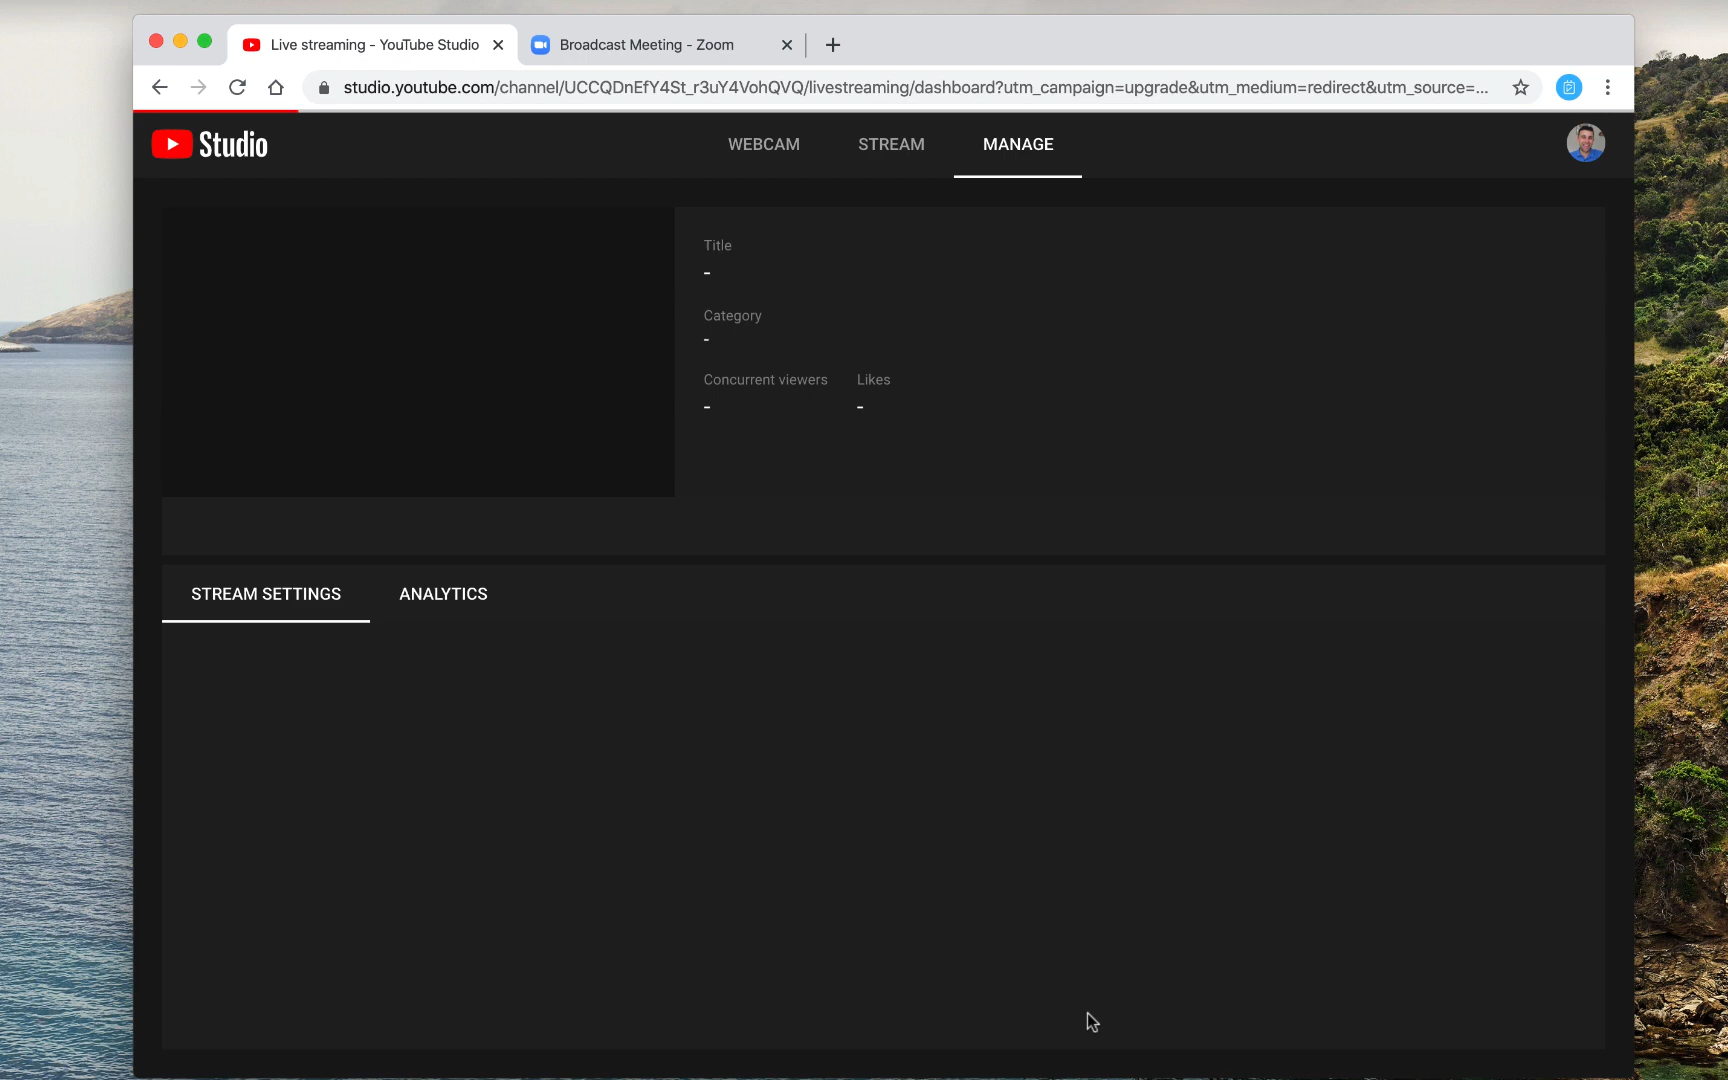 Live streaming - YouTube Studio
Broadcast Meeting - Zoom
studio.youtube.com/channel/UCCQDnEfY4St_r3uY4VohQVQ/livestreaming/dashboard?utm_campaign=upgrade&utm_medium=redirect&utm_source=...
Studio
WEBCAM STREAM MANAGE
Title
-
Category
-
Concurrent viewers Likes
- -
STREAM SETTINGS ANALYTICS